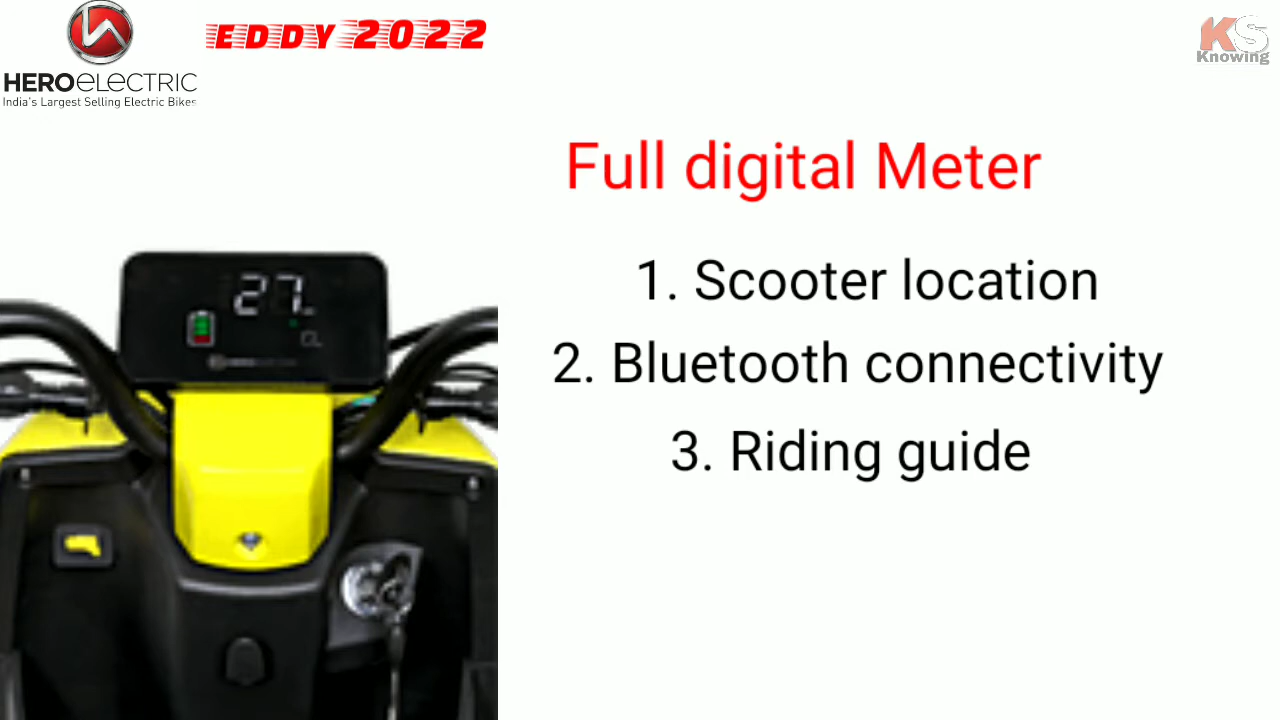 HEROELECTRIC
India's Largest Selling Electric Bikes
EDDY 2022
KS
Knowing
Full digital Meter
1. Scooter location
2. Bluetooth connectivity
3. Riding guide
27